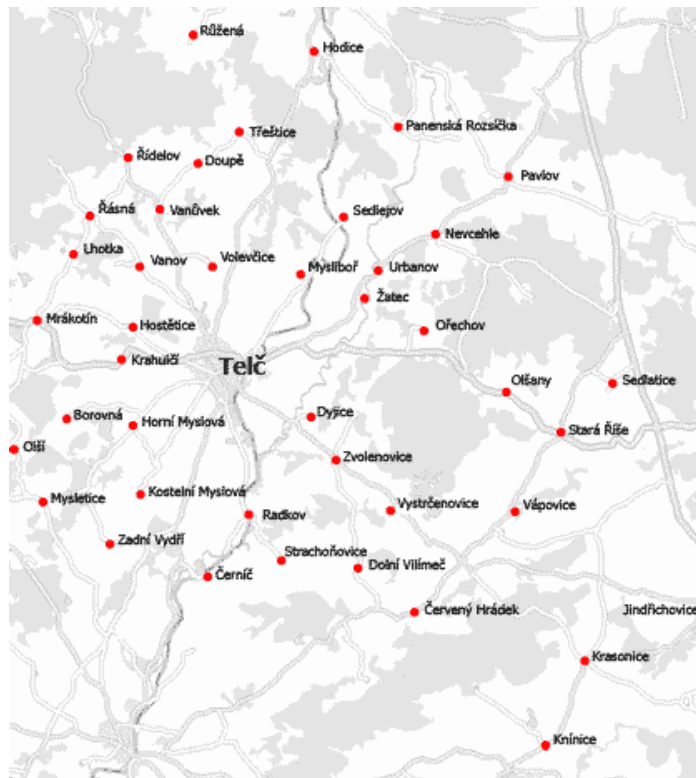 Růžená
Hodice
Třeštice
Panenská Rozsíčka
Řídelov
Doupě
Pavlov
Sedlejov
Vanůvek
Řásná
Nevcehle
Lhotka
Vanov
Volevčice
Mysliboř
Urbanov
Žatec
Mrákotín
Hostětice
Ořechov
Krahulčí
Telč
Olšany
Sedlatice
Borovná
Horní Myslová
Dyjice
Stará Říše
Olší
Zvolenovice
Mysletice
Kostelní Myslová
Radkov
Vystrčenovice
Vápovice
Zadní Vydří
Strachoňovice
Dolní Vilímeč
Černíč
Červený Hrádek
Jindřichovice
Krasonice
Knínice